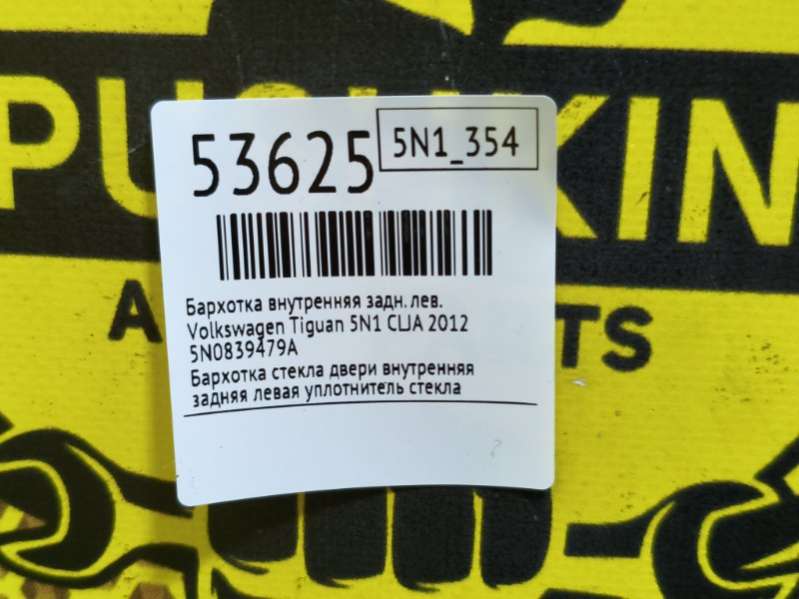 PUSHKIN
53625
5N1_354
Бархотка внутренняя задн. лев.
Volkswagen Tiguan 5N1 CLJA 2012
5N0839479A
Бархотка стекла двери внутренняя
задняя левая уплотнитель стекла